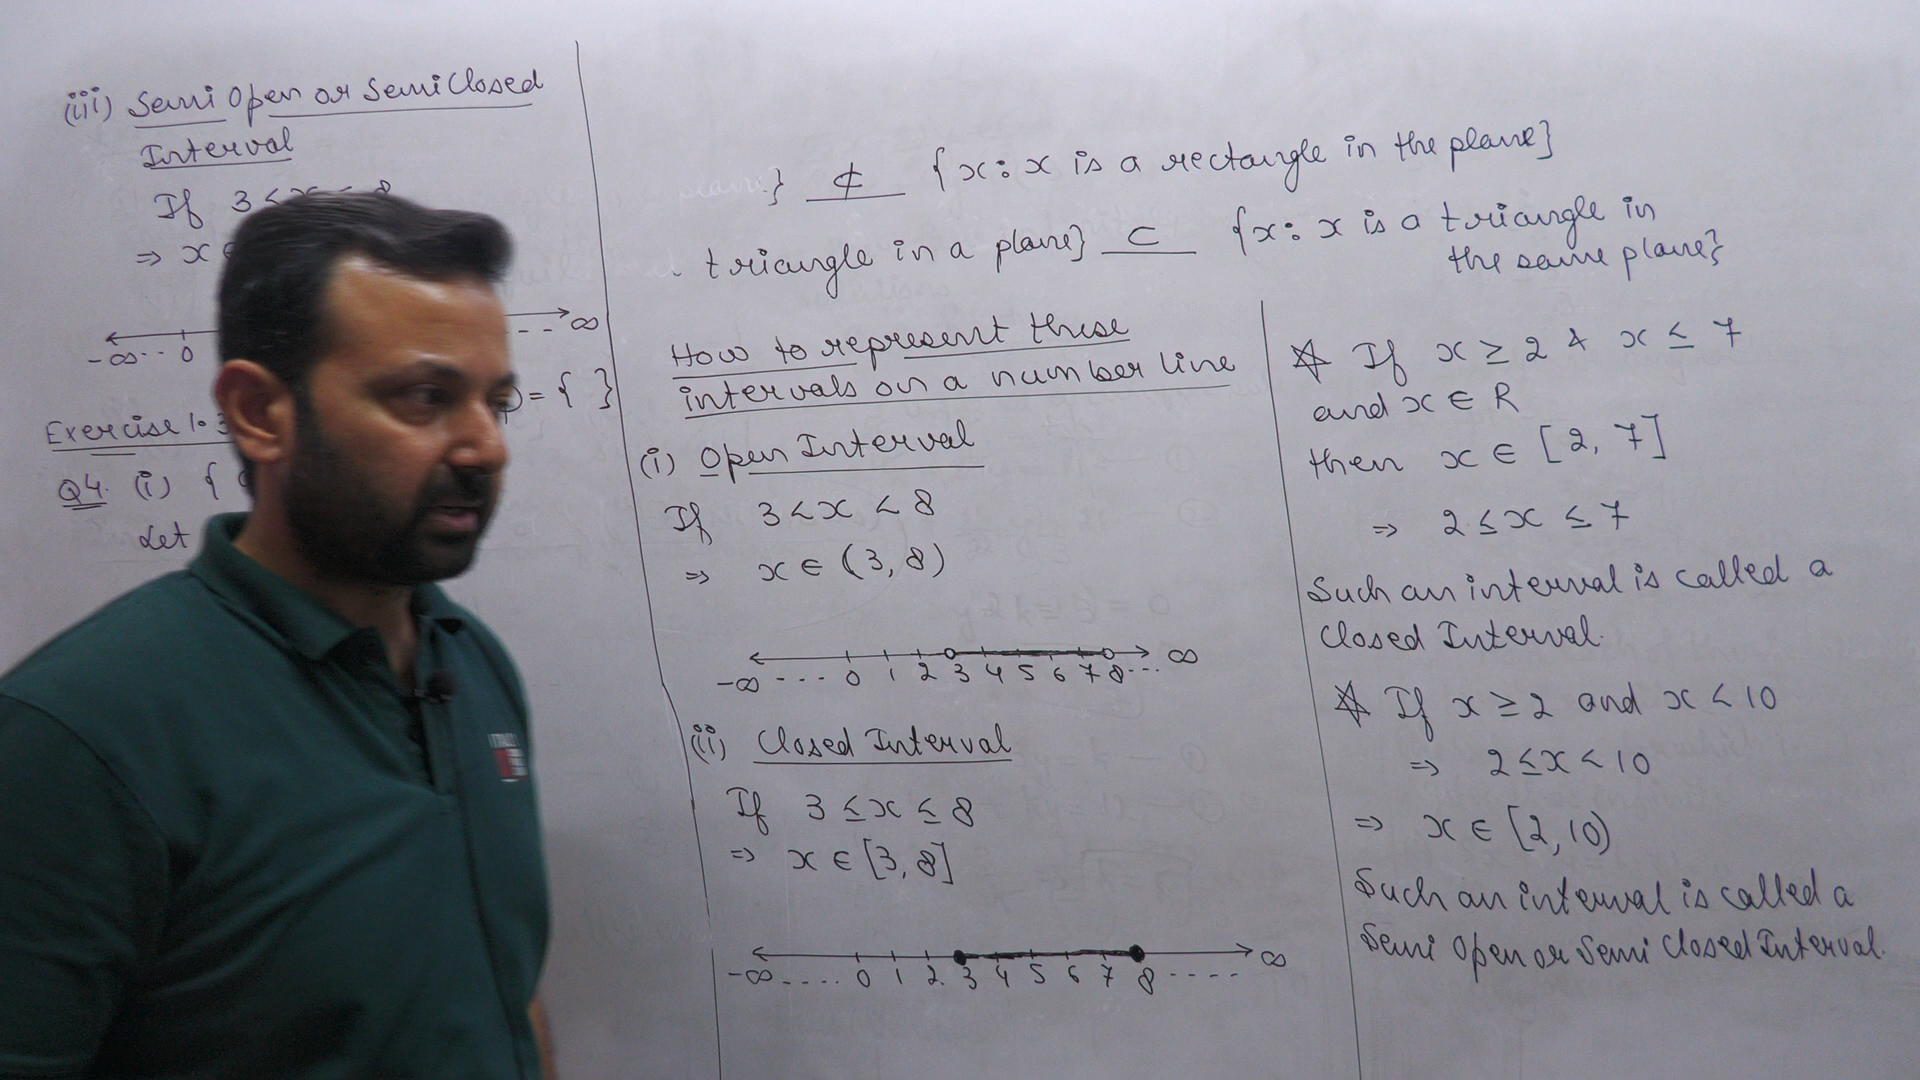 (iii) Semi Open or Semi Closed
Interval
If 3 <
⇒ x ∈
-∞ .. 0 - - ∞
= { }
Exercise 1.3
Q4. (i) {
Let
} ⊄ {x : x is a rectangle in the plane}
triangle in a plane} ⊂ {x : x is a triangle in
the same plane}
How to represent these
intervals on a number line
(i) Open Interval
If 3 < x < 8
⇒ x ∈ (3, 8)
-∞ - - - 0 1 2 3 4 5 6 7 8 ... ∞
(ii) Closed Interval
If 3 ≤ x ≤ 8
⇒ x ∈ [3, 8]
-∞ .... 0 1 2 3 4 5 6 7 8 ---- ∞
☆ If x ≥ 2 & x ≤ 7
and x ∈ R
then x ∈ [2, 7]
⇒ 2 ≤ x ≤ 7
Such an interval is called a
Closed Interval.
☆ If x ≥ 2 and x < 10
⇒ 2 ≤ x < 10
⇒ x ∈ [2, 10)
Such an interval is called a
Semi Open or Semi Closed Interval.